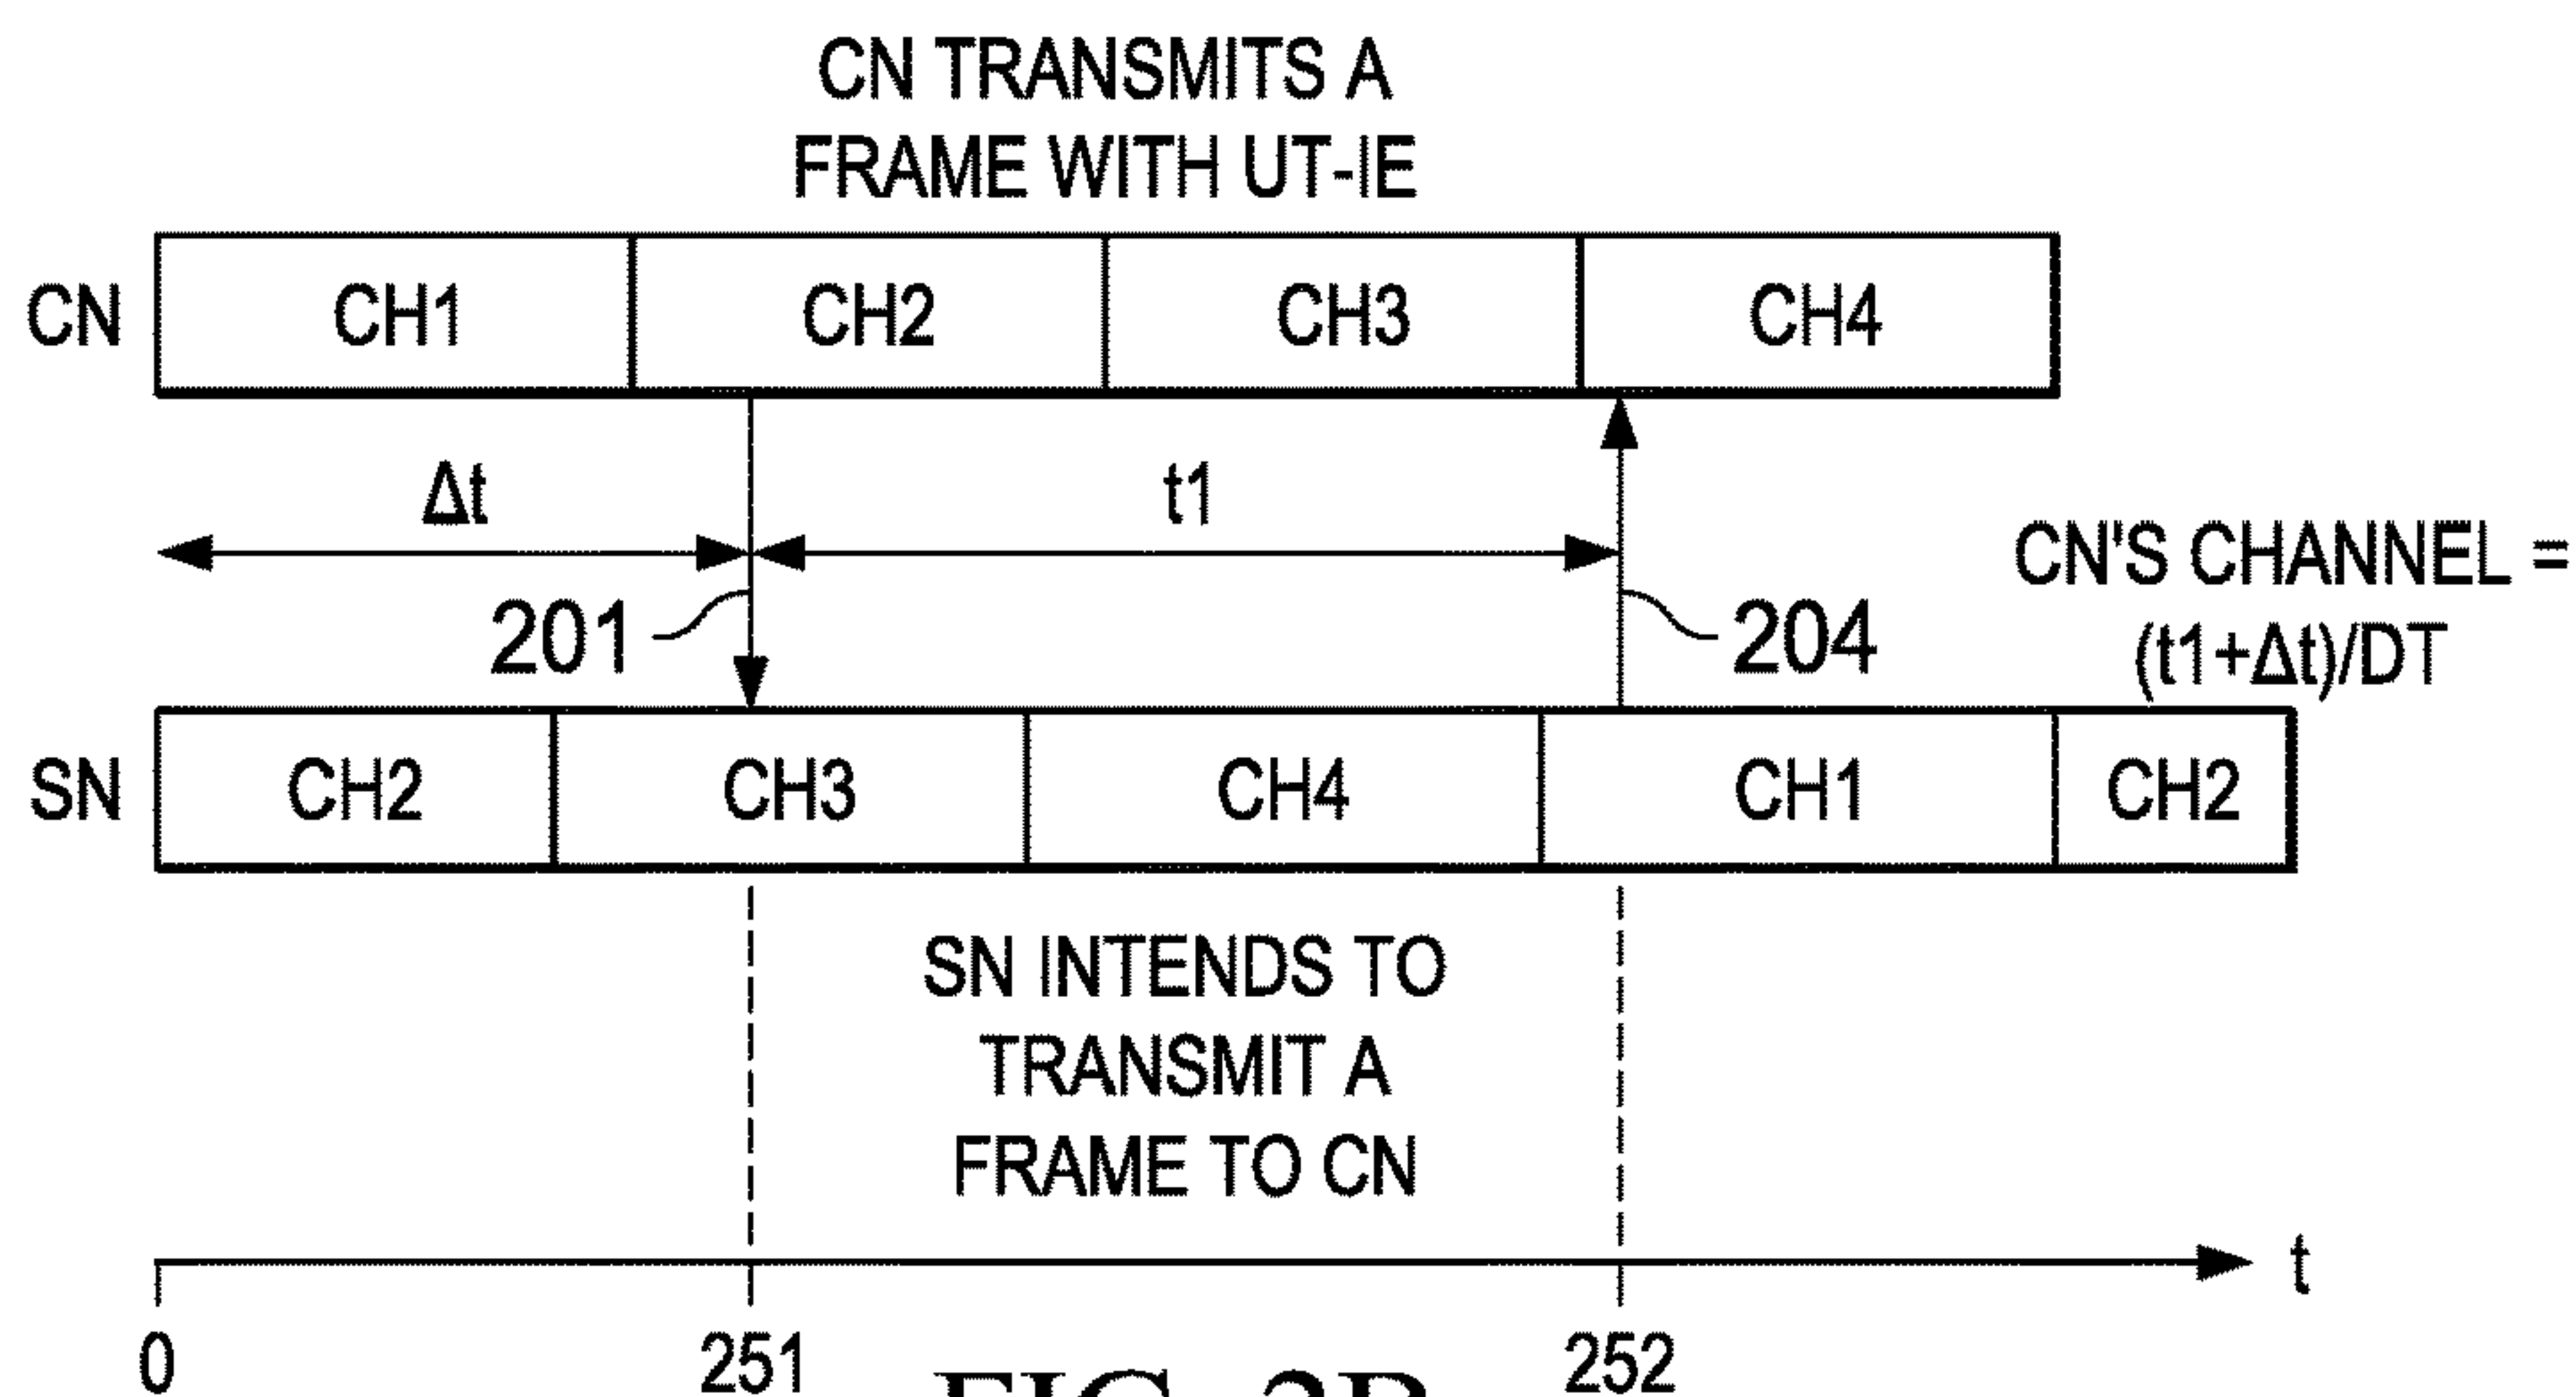 CN TRANSMITS A
FRAME WITH UT-IE
CN CH1 CH2 CH3 CH4
Δt t1
201 204
CN'S CHANNEL =
(t1+Δt)/DT
SN CH2 CH3 CH4 CH1 CH2
SN INTENDS TO
TRANSMIT A
FRAME TO CN
t
0 251 252